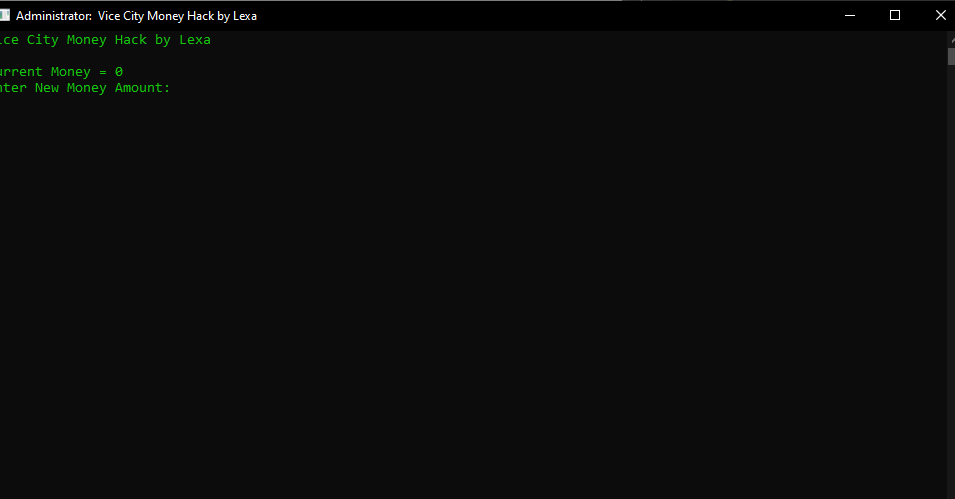 Administrator:  Vice City Money Hack by Lexa
ice City Money Hack by Lexa
urrent Money = 0
nter New Money Amount: